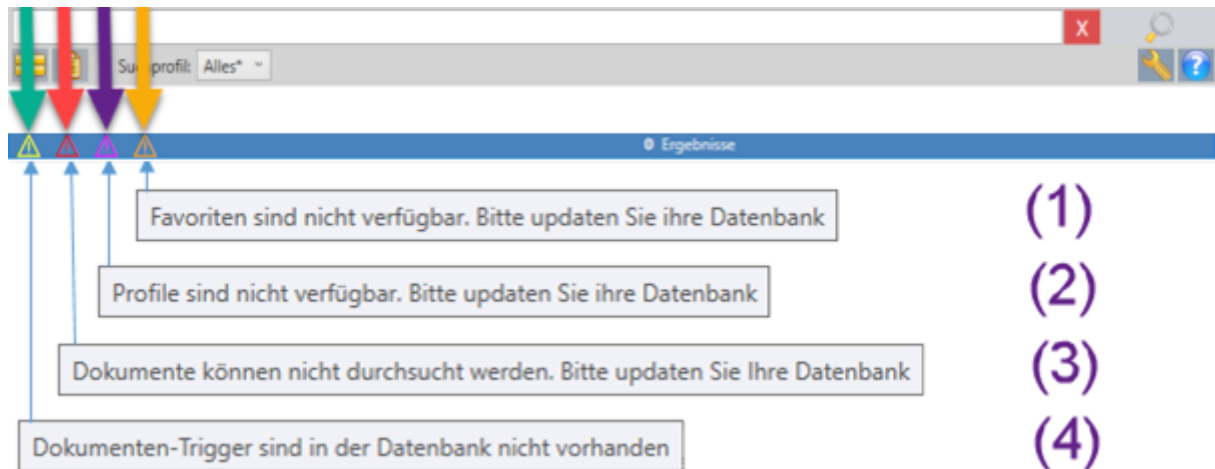 X
Suchprofil: Alles*
?
0 Ergebnisse
Favoriten sind nicht verfügbar. Bitte updaten Sie ihre Datenbank (1)
Profile sind nicht verfügbar. Bitte updaten Sie ihre Datenbank (2)
Dokumente können nicht durchsucht werden. Bitte updaten Sie Ihre Datenbank (3)
Dokumenten-Trigger sind in der Datenbank nicht vorhanden (4)